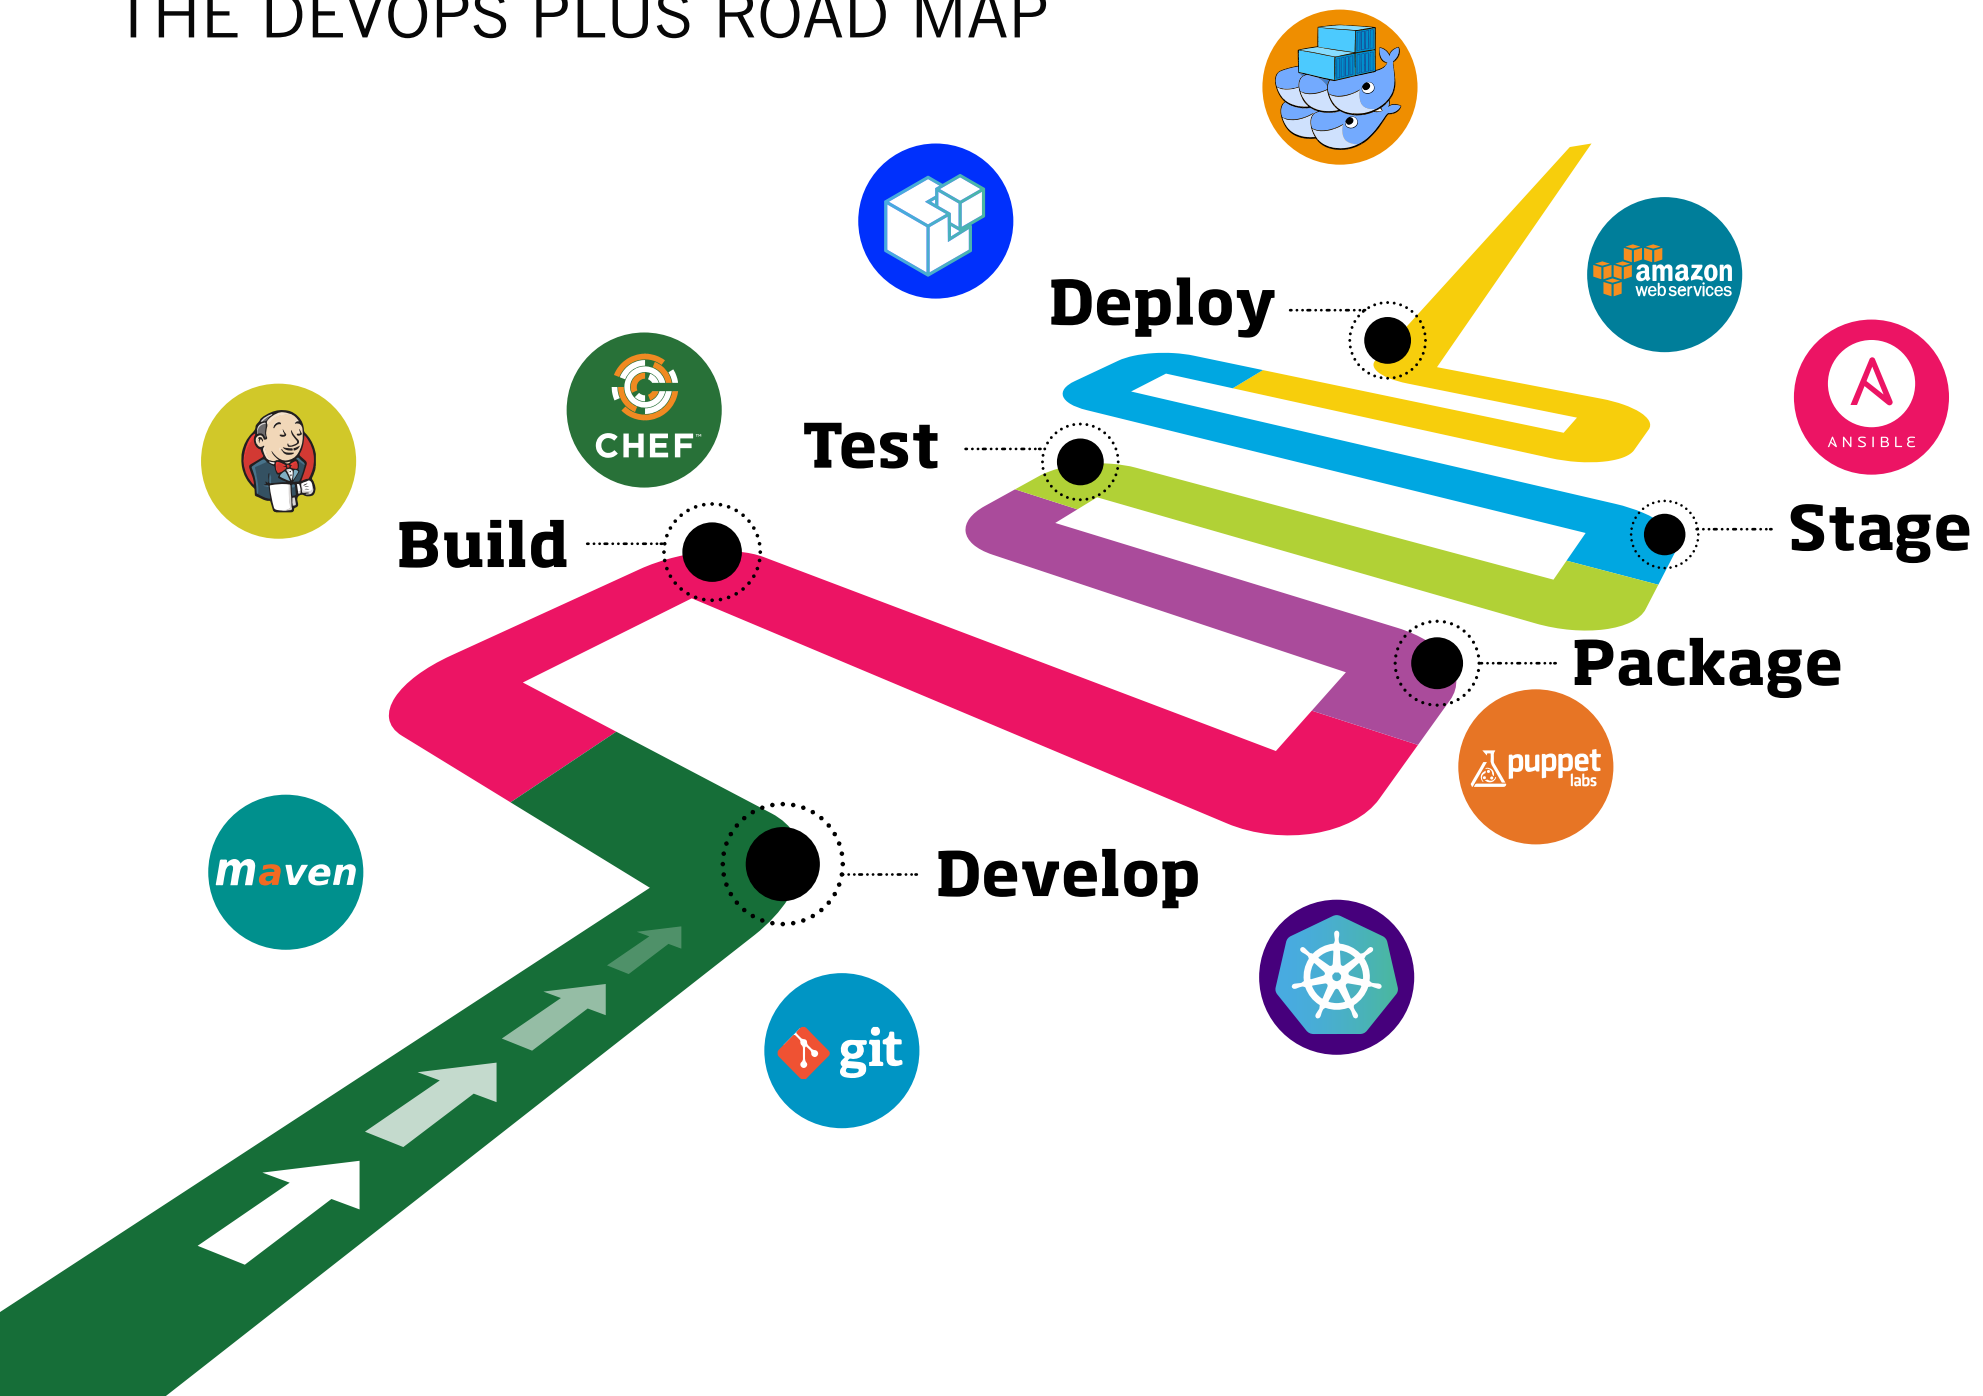 THE DEVOPS PLUS ROAD MAP
amazon
web services
Deploy
ANSIBLE
CHEF™
Test
Build
Stage
Package
puppet
labs
maven
Develop
git